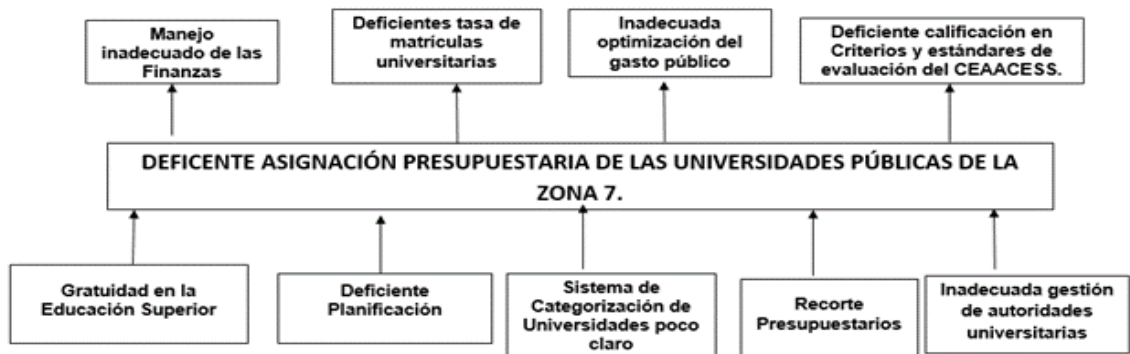 Manejo
inadecuado de las
Finanzas
Deficientes tasa de
matrículas
universitarias
Inadecuada
optimización del
gasto público
Deficiente calificación en
Criterios y estándares de
evaluación del CEAACESS.
DEFICENTE ASIGNACIÓN PRESUPUESTARIA DE LAS UNIVERSIDADES PÚBLICAS DE LA
ZONA 7.
Gratuidad en la
Educación Superior
Deficiente
Planificación
Sistema de
Categorización de
Universidades poco
claro
Recorte
Presupuestarios
Inadecuada gestión
de autoridades
universitarias